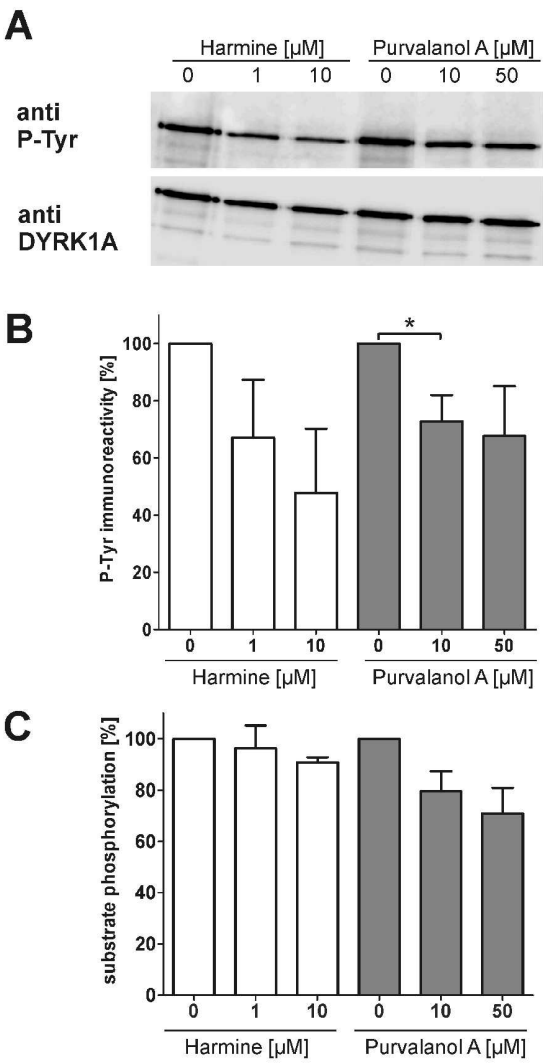 A
Harmine [µM] Purvalanol A [µM]
0 1 10 0 10 50
anti
P-Tyr
anti
DYRK1A
B
P-Tyr immunoreactivity [%]
100
80
60
40
20
0
*
0 1 10 0 10 50
Harmine [µM] Purvalanol A [µM]
C
substrate phosphorylation [%]
100
80
60
40
20
0
0 1 10 0 10 50
Harmine [µM] Purvalanol A [µM]